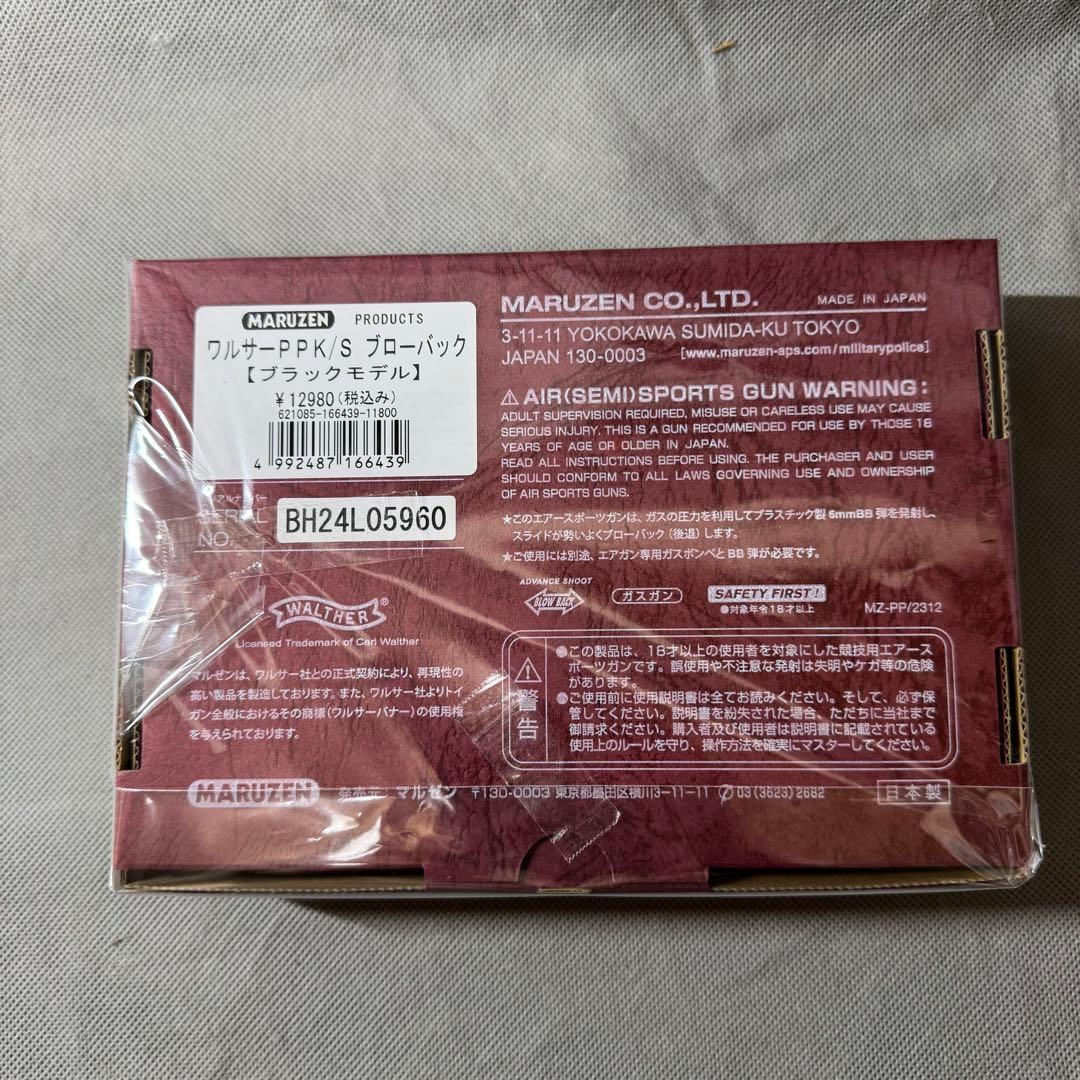 MARUZEN PRODUCTS
ワルサーPPK/S ブローバック
【ブラックモデル】
¥12980(税込み)
621085-166439-11800
4 992487 166439
SERI L
NO.
BH24L05960
WALTHER®
Licensed Trademark of Carl Walther
マルゼンは、ワルサー社との正式契約により、再現性の
高い製品を製造しております。また、ワルサー社よりトイ
ガン全般におけるその商標(ワルサーバナー)の使用権
を与えられております。
MARUZEN CO.,LTD. MADE IN JAPAN
3-11-11 YOKOKAWA SUMIDA-KU TOKYO
JAPAN 130-0003 [www.maruzen-aps.com/militarypolice]
⚠ AIR(SEMI)SPORTS GUN WARNING:
ADULT SUPERVISION REQUIRED, MISUSE OR CARELESS USE MAY CAUSE
SERIOUS INJURY. THIS IS A GUN RECOMMENDED FOR USE BY THOSE 18
YEARS OF AGE OR OLDER IN JAPAN.
READ ALL INSTRUCTIONS BEFORE USING. THE PURCHASER AND USER
SHOULD CONFORM TO ALL LAWS GOVERNING USE AND OWNERSHIP
OF AIR SPORTS GUNS.
★このエアースポーツガンは、ガスの圧力を利用してプラスチック製6mmBB弾を発射し、
スライドが勢いよくブローバック(後退)します。
★ご使用には別途、エアガン専用ガスボンベとBB弾が必要です。
ADVANCE SHOOT
BLOW BACK
ガスガン
SAFETY FIRST!
●対象年令18才以上
MZ-PP/2312
⚠警告
●この製品は、18才以上の使用者を対象にした競技用エアース
ポーツガンです。誤使用や不注意な発射は失明やケガ等の危険
があります。
●ご使用前に使用説明書は全てお読みください。そして、必ず保
管してください。説明書を紛失された場合、ただちに当社まで
御請求ください。購入者及び使用者は説明書に記載されている
使用上のルールを守り、操作方法を確実にマスターしてください。
MARUZEN 発売元 マルゼン 〒130-0003 東京都墨田区横川3-11-11 ✆03(3623)2682 日本製